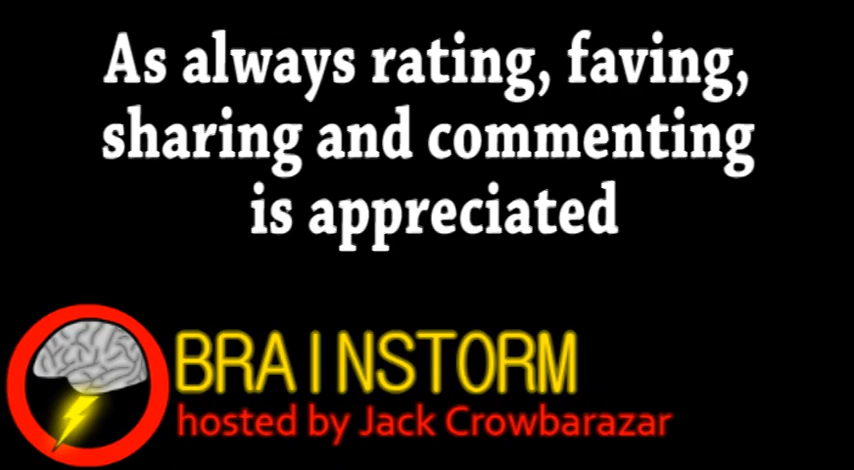 As always rating, faving,
sharing and commenting
is appreciated
BRAINSTORM
hosted by Jack Crowbarazar